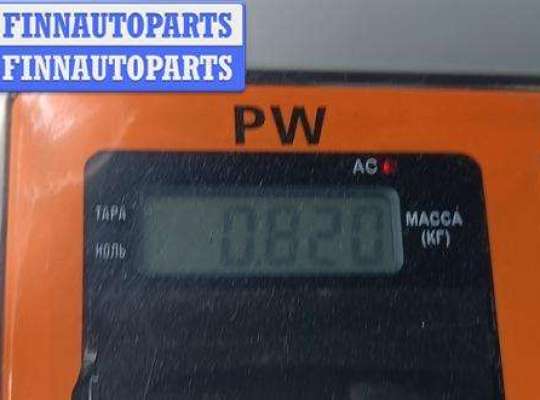 FINNAUTOPARTS
FINNAUTOPARTS
PW
AC
ТАРА
НОЛЬ
0.820
МАССА
(КГ)